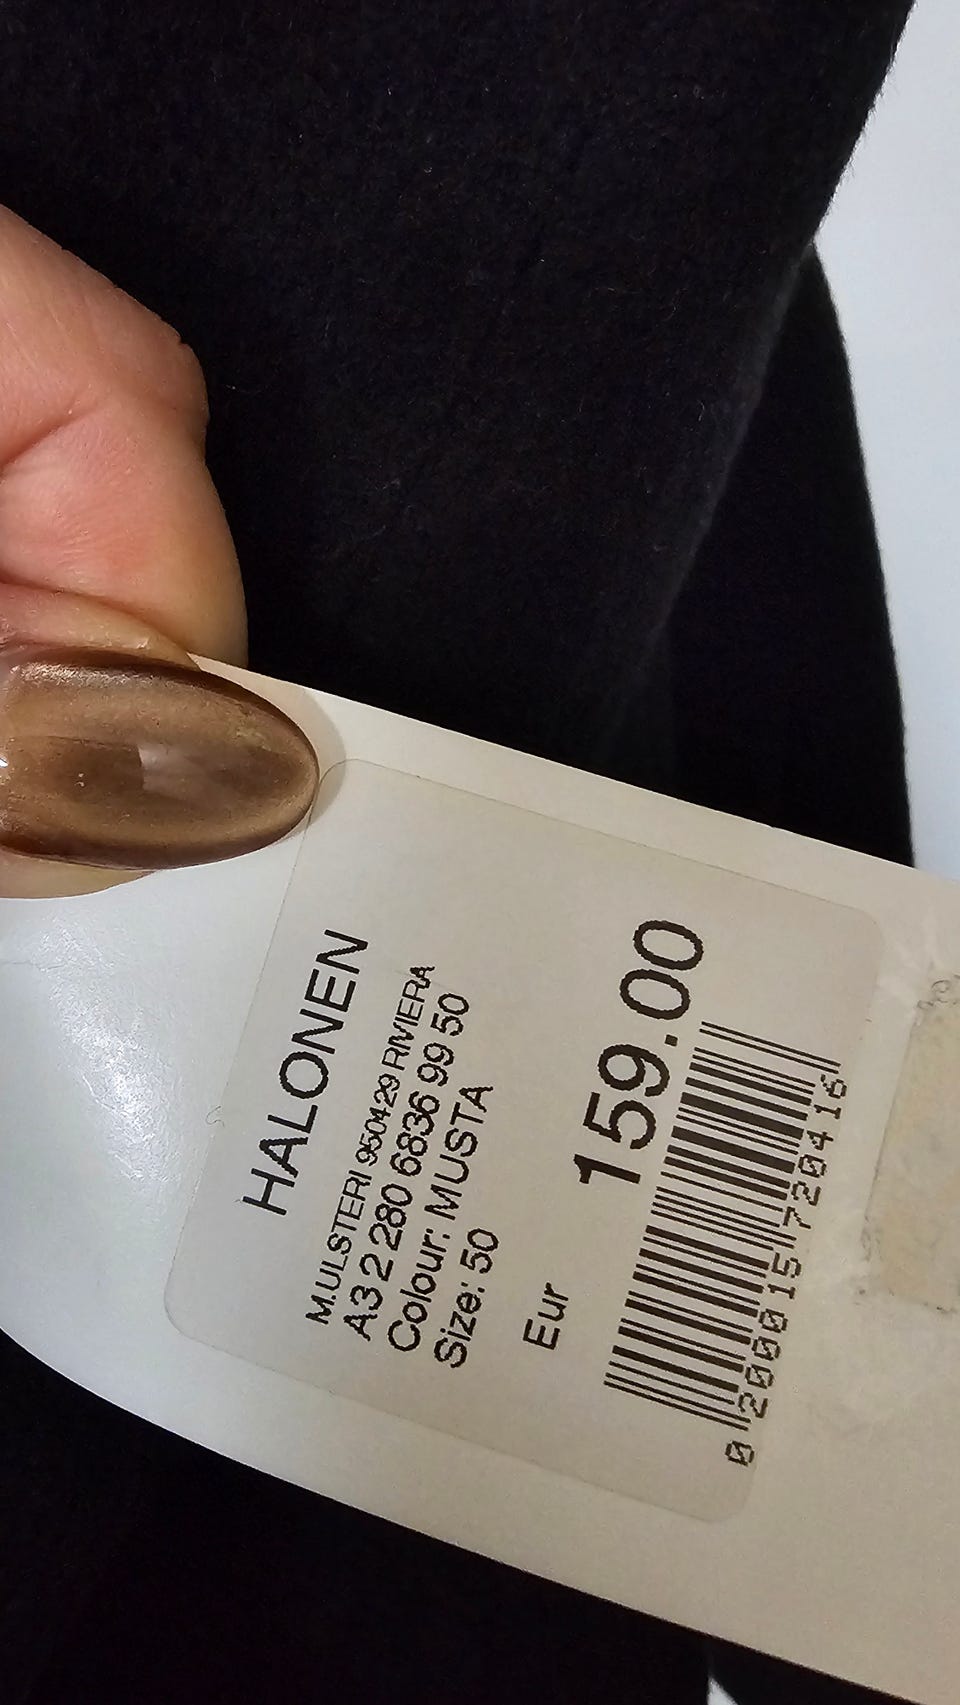 HALONEN
M.ULSTERI 950429 RIVIERA
A3 2 280 6836 99 50
Colour: MUSTA
Size: 50
Eur 159.00
0 200015 720416